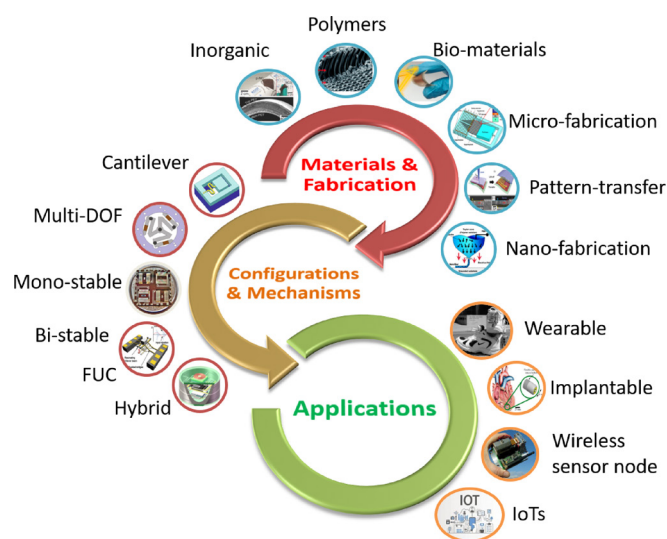 Polymers
Inorganic
Bio-materials
Micro-fabrication
Materials &
Fabrication
Cantilever
Pattern-transfer
Multi-DOF
Nano-fabrication
Configurations
& Mechanisms
Mono-stable
Wearable
Bi-stable
FUC
Implantable
Hybrid
Applications
Wireless
sensor node
IOT
IoTs